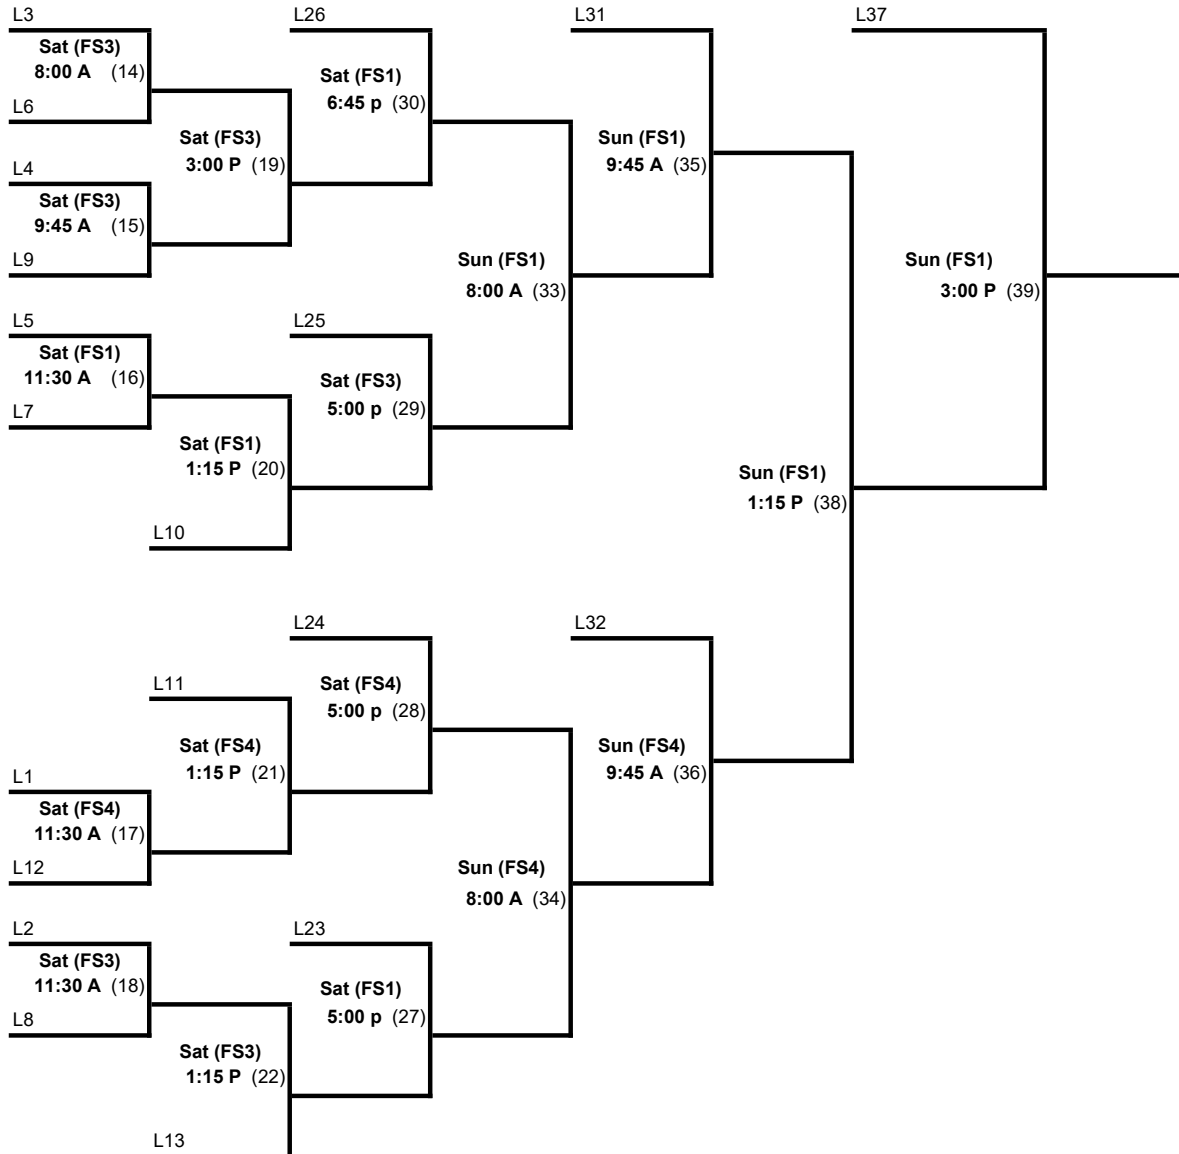 L3
L26
L31
L37
Sat (FS3)
8:00 A (14)
Sat (FS1)
6:45 p (30)
L6
Sat (FS3)
3:00 P (19)
Sun (FS1)
9:45 A (35)
L4
Sat (FS3)
9:45 A (15)
L9
Sun (FS1)
8:00 A (33)
Sun (FS1)
3:00 P (39)
L5
L25
Sat (FS1)
11:30 A (16)
Sat (FS3)
5:00 p (29)
L7
Sat (FS1)
1:15 P (20)
Sun (FS1)
1:15 P (38)
L10
L24
L32
L11
Sat (FS4)
5:00 p (28)
Sat (FS4)
1:15 P (21)
Sun (FS4)
9:45 A (36)
L1
Sat (FS4)
11:30 A (17)
L12
Sun (FS4)
8:00 A (34)
L2
L23
Sat (FS3)
11:30 A (18)
Sat (FS1)
5:00 p (27)
L8
Sat (FS3)
1:15 P (22)
L13